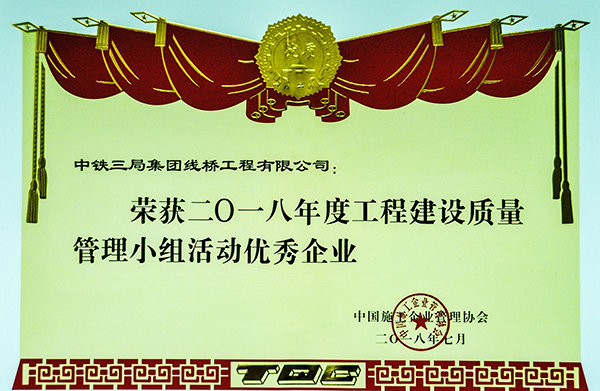 中铁三局集团线桥工程有限公司：
荣获二〇一八年度工程建设质量
管理小组活动优秀企业
中国施工企业管理协会
二〇一八年七月
TQC